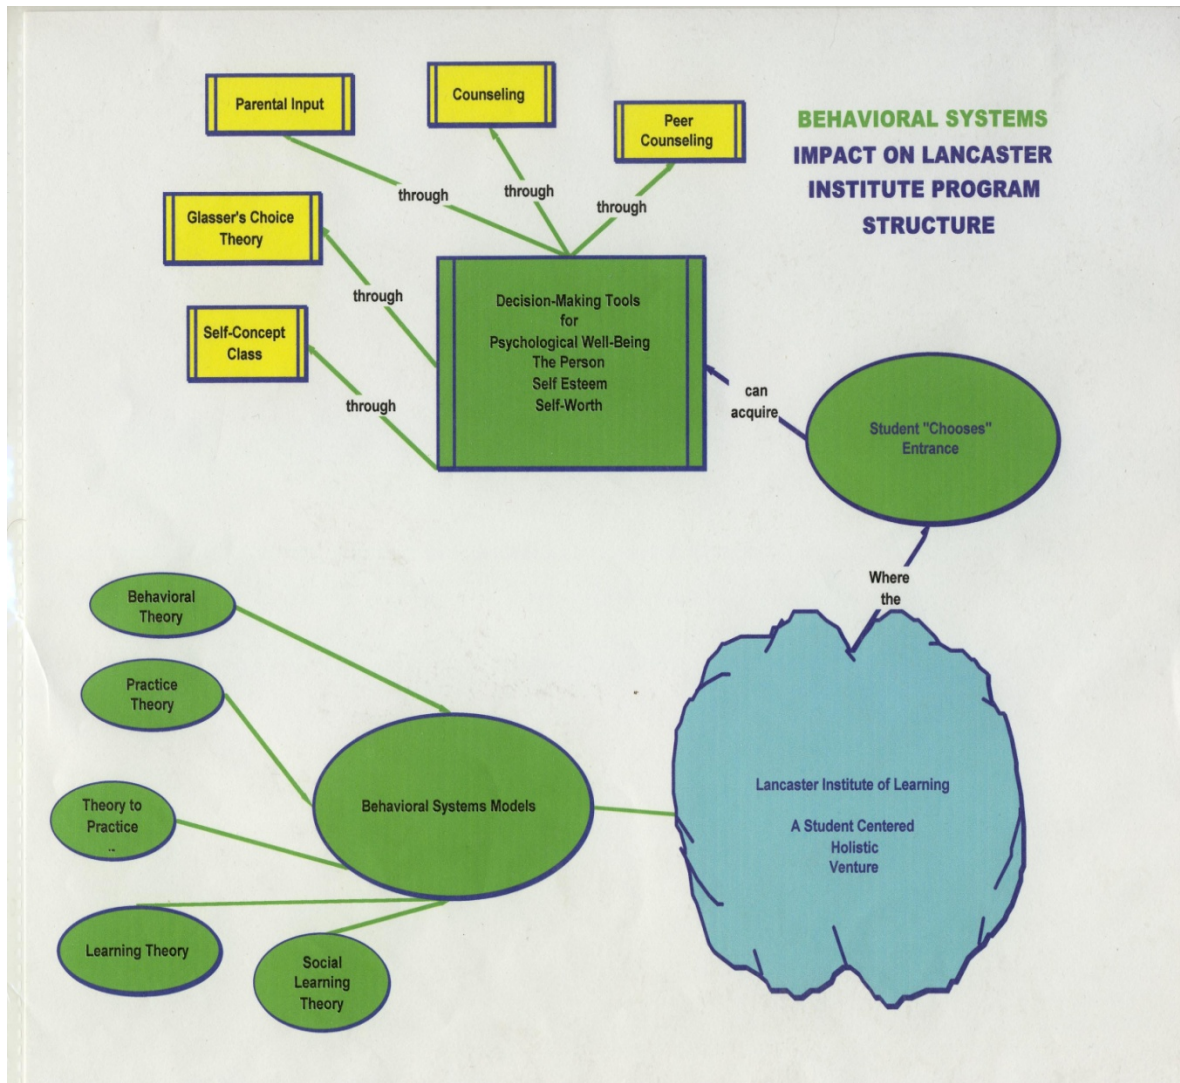 BEHAVIORAL SYSTEMS
IMPACT ON LANCASTER
INSTITUTE PROGRAM
STRUCTURE
Parental Input
Counseling
Peer
Counseling
through
through
through
Glasser's Choice
Theory
through
Self-Concept
Class
through
Decision-Making Tools
for
Psychological Well-Being
The Person
Self Esteem
Self-Worth
can
acquire
Student "Chooses"
Entrance
Where
the
Behavioral
Theory
Practice
Theory
Theory to
Practice
..
Learning Theory
Social
Learning
Theory
Behavioral Systems Models
Lancaster Institute of Learning
A Student Centered
Holistic
Venture